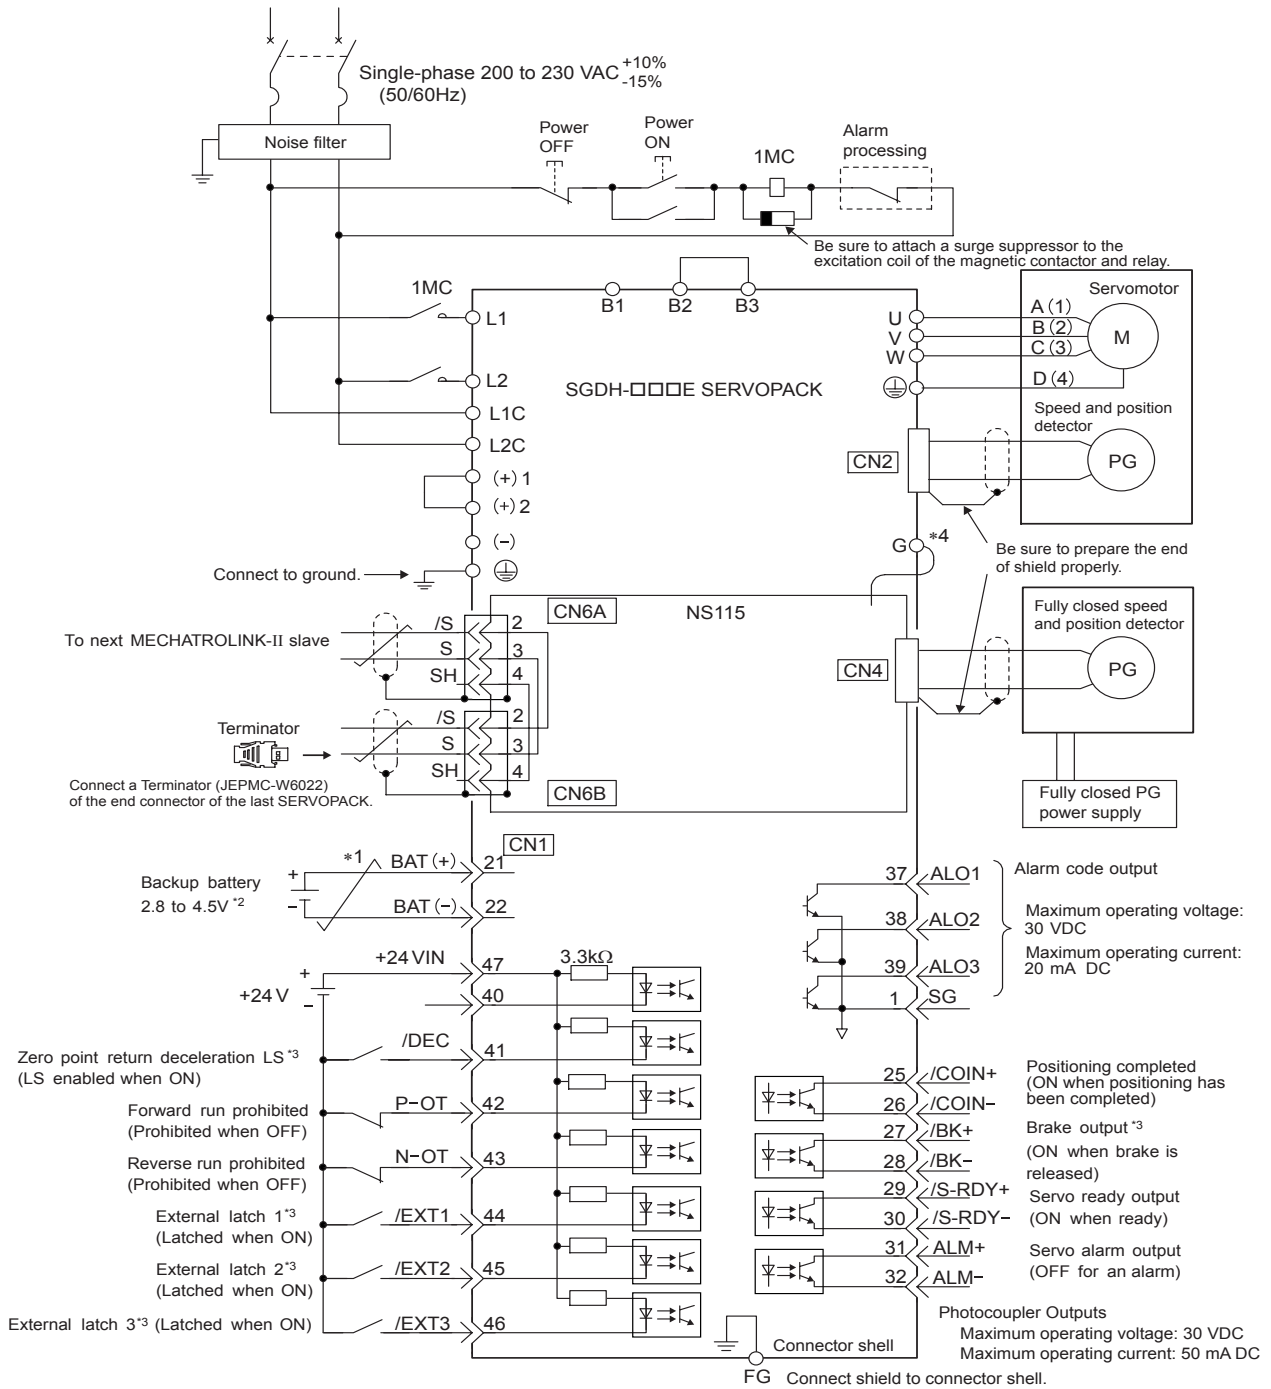 Single-phase 200 to 230 VAC +10% -15%
(50/60Hz)
Noise filter
Power
OFF
Power
ON
1MC
Alarm
processing
Be sure to attach a surge suppressor to the
excitation coil of the magnetic contactor and relay.
1MC
B1
B2
B3
L1
L2
L1C
L2C
(+) 1
(+) 2
(-)
SGDH-□□□E SERVOPACK
U
V
W
A (1)
B (2)
C (3)
D (4)
Servomotor
M
Speed and position
detector
PG
CN2
G
*4
Be sure to prepare the end
of shield properly.
Connect to ground.
CN6A
NS115
/S
2
S
3
SH
4
To next MECHATROLINK-II slave
CN4
Fully closed speed
and position detector
PG
Fully closed PG
power supply
/S
2
S
3
SH
4
CN6B
Terminator
Connect a Terminator (JEPMC-W6022)
of the end connector of the last SERVOPACK.
CN1
*1
BAT (+)
21
BAT (-)
22
Backup battery
2.8 to 4.5V *2
+
-
37
ALO1
38
ALO2
39
ALO3
1
SG
Alarm code output
Maximum operating voltage:
30 VDC
Maximum operating current:
20 mA DC
+24 VIN
47
3.3kΩ
+
+24 V
-
40
/DEC
41
Zero point return deceleration LS*3
(LS enabled when ON)
P-OT
42
Forward run prohibited
(Prohibited when OFF)
N-OT
43
Reverse run prohibited
(Prohibited when OFF)
/EXT1
44
External latch 1*3
(Latched when ON)
/EXT2
45
External latch 2*3
(Latched when ON)
/EXT3
46
External latch 3*3 (Latched when ON)
25
/COIN+
26
/COIN-
Positioning completed
(ON when positioning has
been completed)
27
/BK+
28
/BK-
Brake output *3
(ON when brake is
released)
29
/S-RDY+
30
/S-RDY-
Servo ready output
(ON when ready)
31
ALM+
32
ALM-
Servo alarm output
(OFF for an alarm)
Photocoupler Outputs
Maximum operating voltage: 30 VDC
Maximum operating current: 50 mA DC
Connector shell
FG
Connect shield to connector shell.